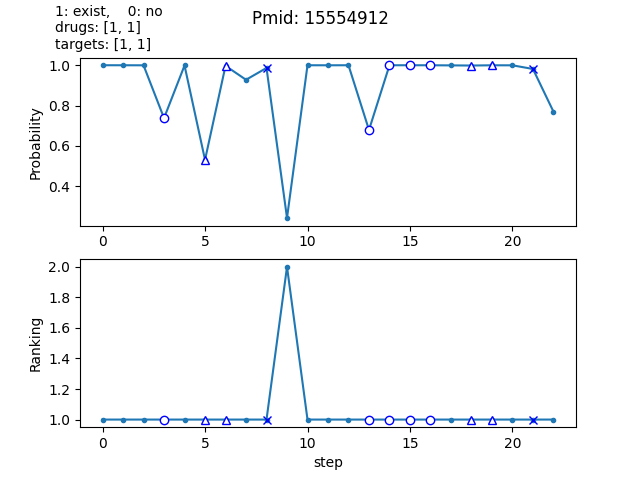 1: exist,    0: no
drugs: [1, 1]
targets: [1, 1]
Pmid: 15554912
Probability
1.0
0.8
0.6
0.4
0 5 10 15 20
Ranking
2.0
1.8
1.6
1.4
1.2
1.0
0 5 10 15 20
step